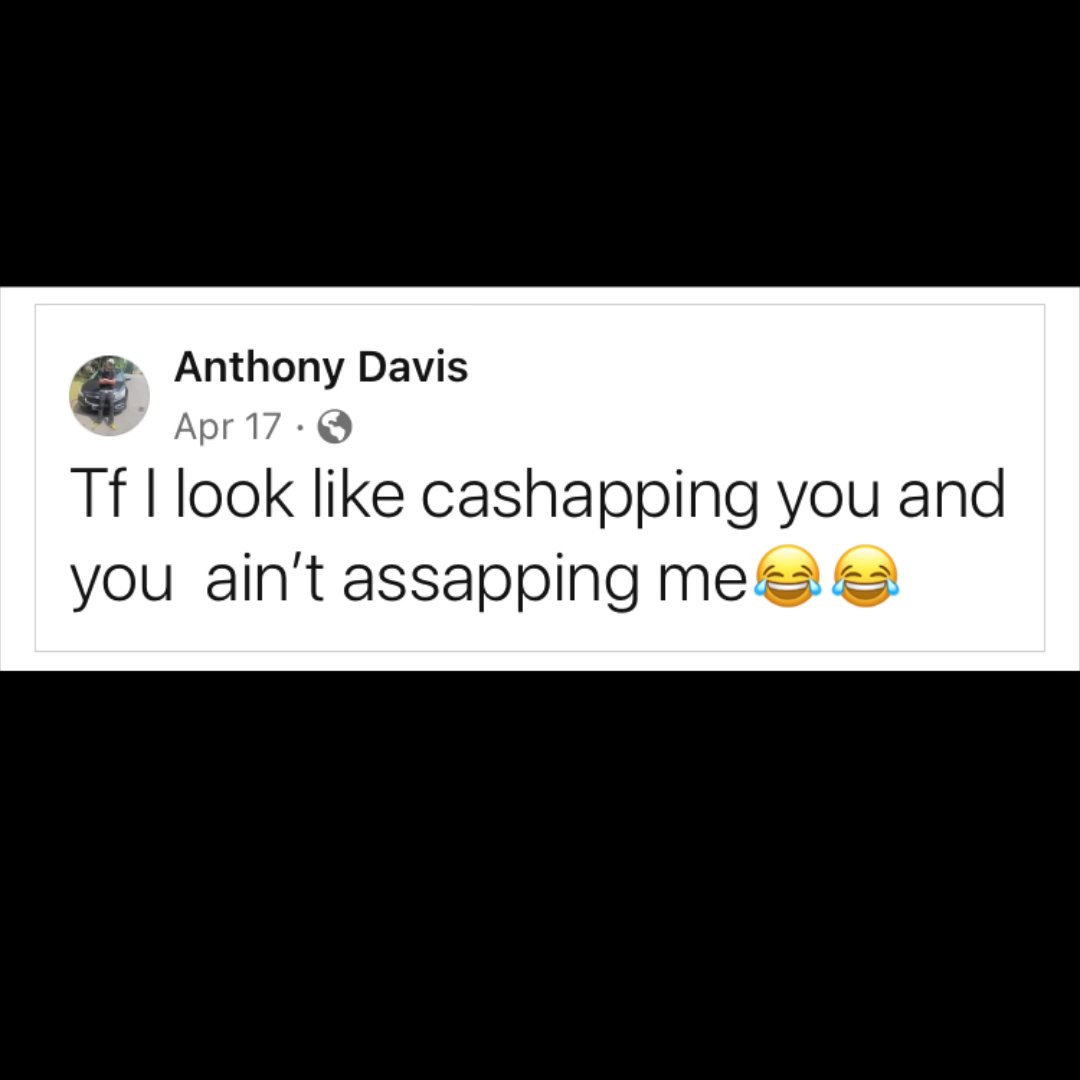 Anthony Davis
Apr 17 ·
Tf I look like cashapping you and
you  ain’t assapping me😂😂